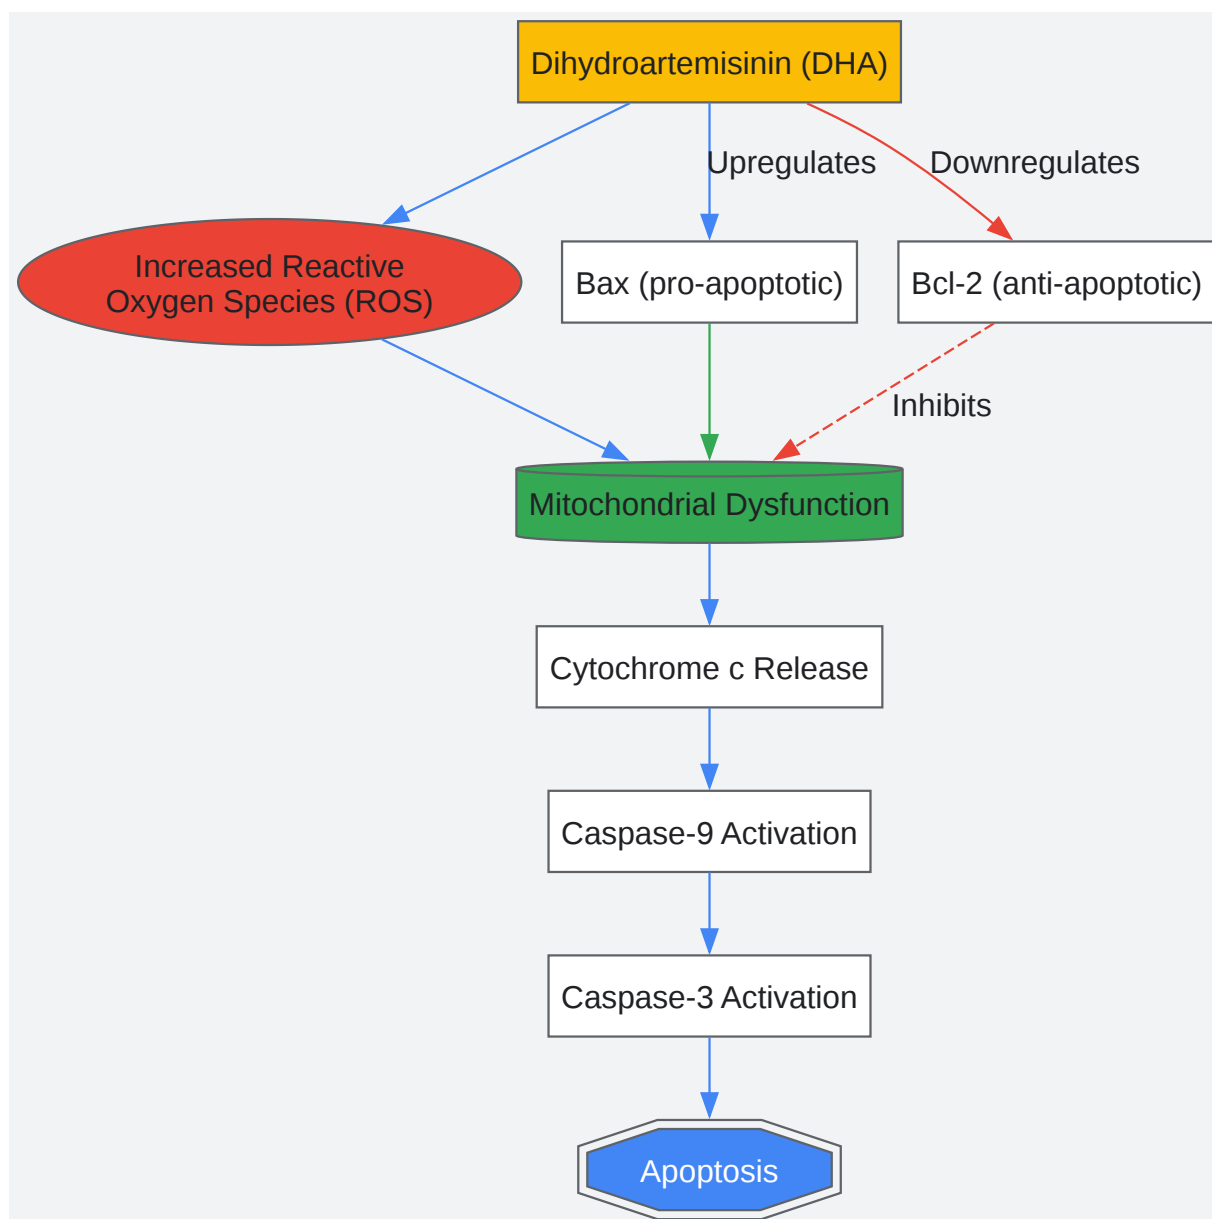 Dihydroartemisinin (DHA)
Upregulates
Downregulates
Increased Reactive
Oxygen Species (ROS)
Bax (pro-apoptotic)
Bcl-2 (anti-apoptotic)
Inhibits
Mitochondrial Dysfunction
Cytochrome c Release
Caspase-9 Activation
Caspase-3 Activation
Apoptosis